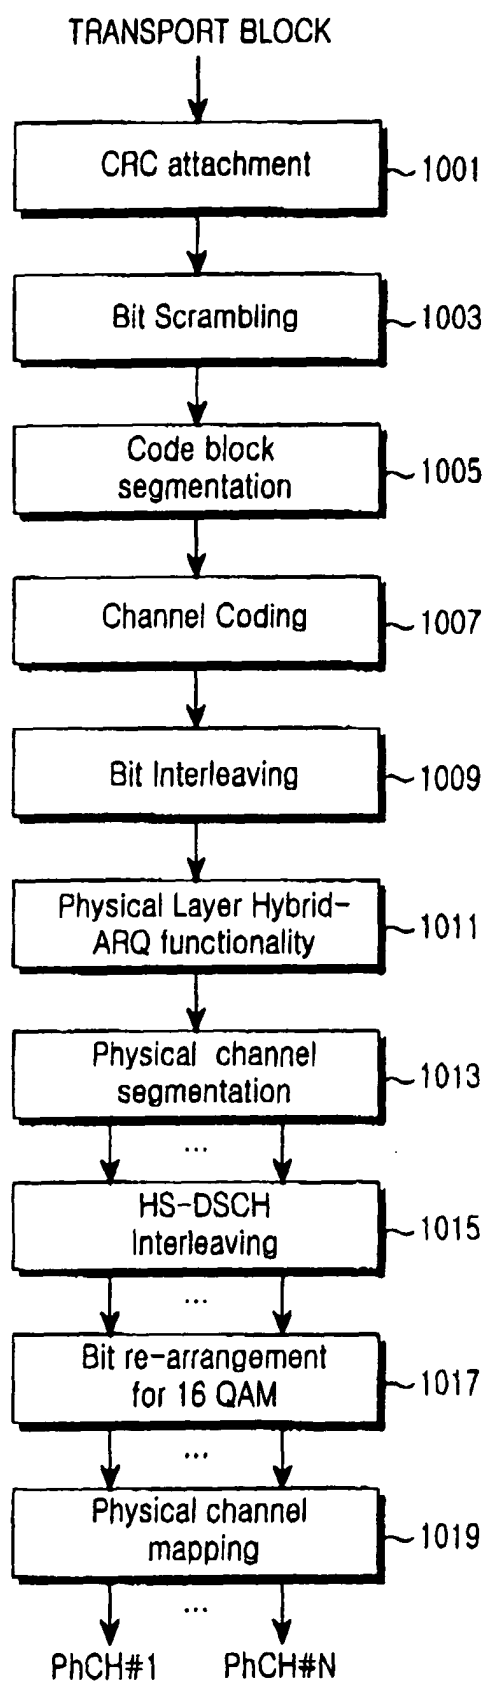 TRANSPORT BLOCK
CRC attachment
1001
Bit Scrambling
1003
Code block
segmentation
1005
Channel Coding
1007
Bit Interleaving
1009
Physical Layer Hybrid-
ARQ functionality
1011
Physical channel
segmentation
1013
...
HS-DSCH
Interleaving
1015
...
Bit re-arrangement
for 16 QAM
1017
...
Physical channel
mapping
1019
...
PhCH#1 PhCH#N